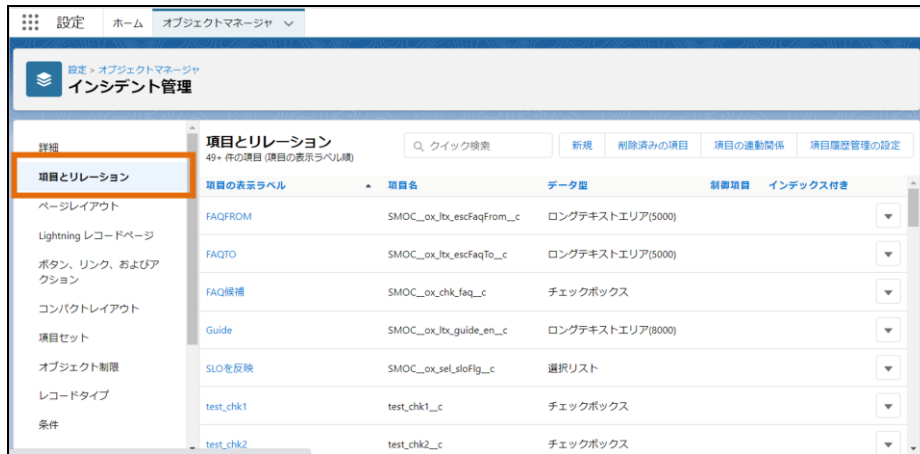 設定 ホーム オブジェクトマネージャ
設定 > オブジェクトマネージャ
インシデント管理
詳細
項目とリレーション
ページレイアウト
Lightning レコードページ
ボタン、リンク、およびア
クション
コンパクトレイアウト
項目セット
オブジェクト制限
レコードタイプ
条件
項目とリレーション
49+ 件の項目 (項目の表示ラベル順)
クイック検索 新規 削除済みの項目 項目の連動関係 項目履歴管理の設定
項目の表示ラベル 項目名 データ型 制御項目 インデックス付き
FAQFROM SMOC__ox_ltx_escFaqFrom__c ロングテキストエリア(5000)
FAQTO SMOC__ox_ltx_escFaqTo__c ロングテキストエリア(5000)
FAQ候補 SMOC__ox_chk_faq__c チェックボックス
Guide SMOC__ox_ltx_guide_en__c ロングテキストエリア(8000)
SLOを反映 SMOC__ox_sel_sloFlg__c 選択リスト
test_chk1 test_chk1__c チェックボックス
test_chk2 test_chk2__c チェックボックス